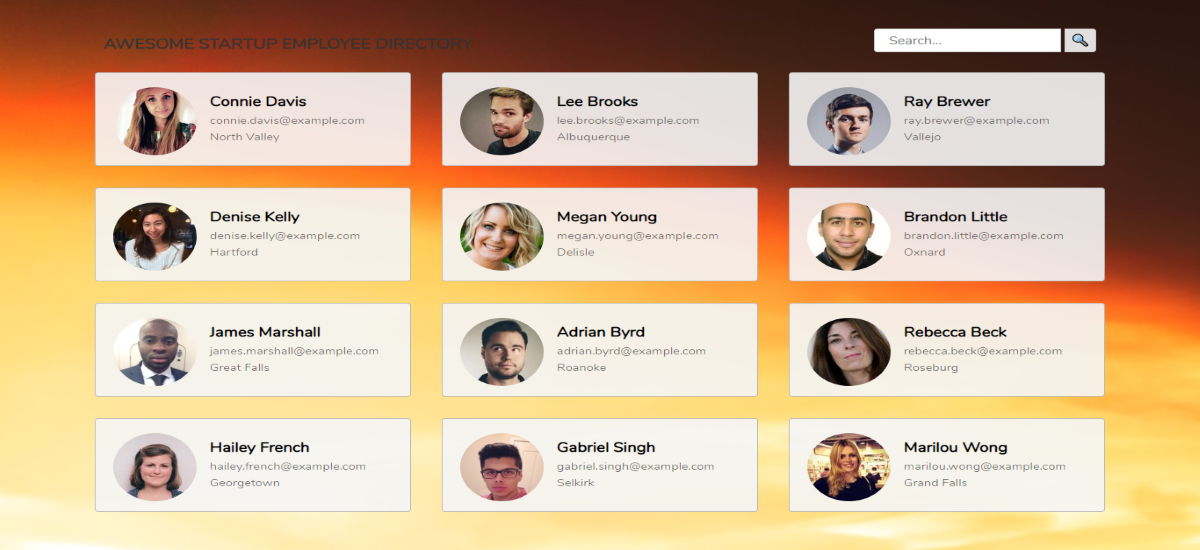 AWESOME STARTUP EMPLOYEE DIRECTORY
Search...
Connie Davis
connie.davis@example.com
North Valley
Lee Brooks
lee.brooks@example.com
Albuquerque
Ray Brewer
ray.brewer@example.com
Vallejo
Denise Kelly
denise.kelly@example.com
Hartford
Megan Young
megan.young@example.com
Delisle
Brandon Little
brandon.little@example.com
Oxnard
James Marshall
james.marshall@example.com
Great Falls
Adrian Byrd
adrian.byrd@example.com
Roanoke
Rebecca Beck
rebecca.beck@example.com
Roseburg
Hailey French
hailey.french@example.com
Georgetown
Gabriel Singh
gabriel.singh@example.com
Selkirk
Marilou Wong
marilou.wong@example.com
Grand Falls